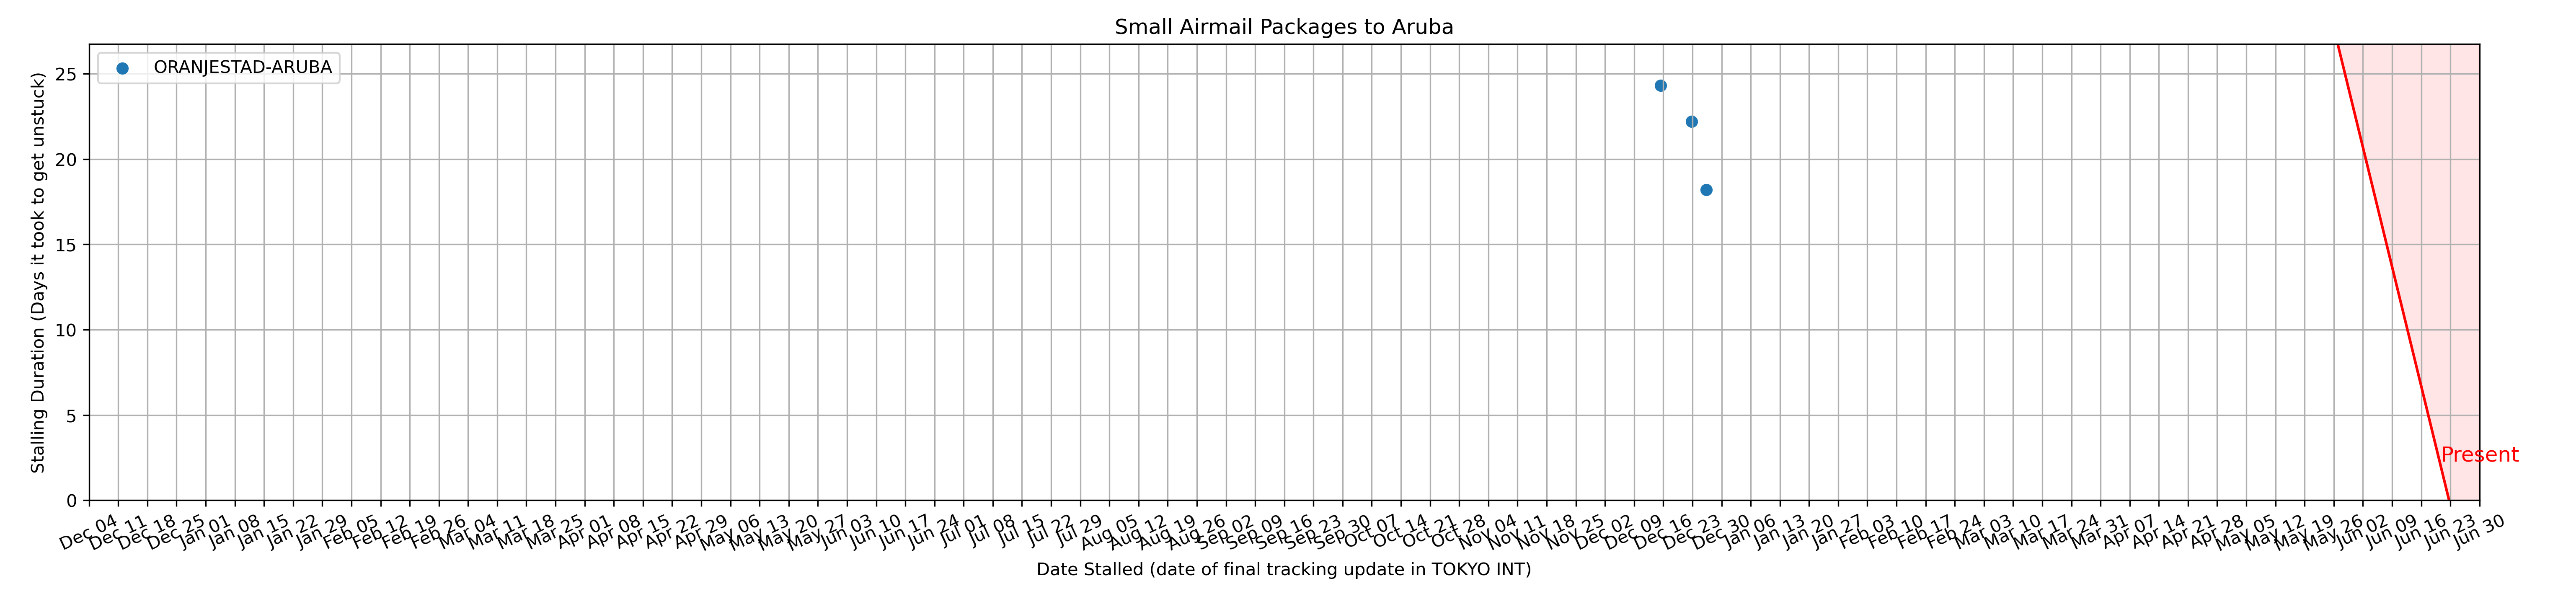 Small Airmail Packages to Aruba
ORANJESTAD-ARUBA
Stalling Duration (Days it took to get unstuck)
25
20
15
10
5
0
Present
Dec 04 Dec 11 Dec 18 Dec 25 Jan 01 Jan 08 Jan 15 Jan 22 Jan 29 Feb 05 Feb 12 Feb 19 Feb 26 Mar 04 Mar 11 Mar 18 Mar 25 Apr 01 Apr 08 Apr 15 Apr 22 Apr 29 May 06 May 13 May 20 May 27 Jun 03 Jun 10 Jun 17 Jun 24 Jul 01 Jul 08 Jul 15 Jul 22 Jul 29 Aug 05 Aug 12 Aug 19 Aug 26 Sep 02 Sep 09 Sep 16 Sep 23 Sep 30 Oct 07 Oct 14 Oct 21 Oct 28 Nov 04 Nov 11 Nov 18 Nov 25 Dec 02 Dec 09 Dec 16 Dec 23 Dec 30 Jan 06 Jan 13 Jan 20 Jan 27 Feb 03 Feb 10 Feb 17 Feb 24 Mar 03 Mar 10 Mar 17 Mar 24 Mar 31 Apr 07 Apr 14 Apr 21 Apr 28 May 05 May 12 May 19 May 26 Jun 02 Jun 09 Jun 16 Jun 23 Jun 30
Date Stalled (date of final tracking update in TOKYO INT)